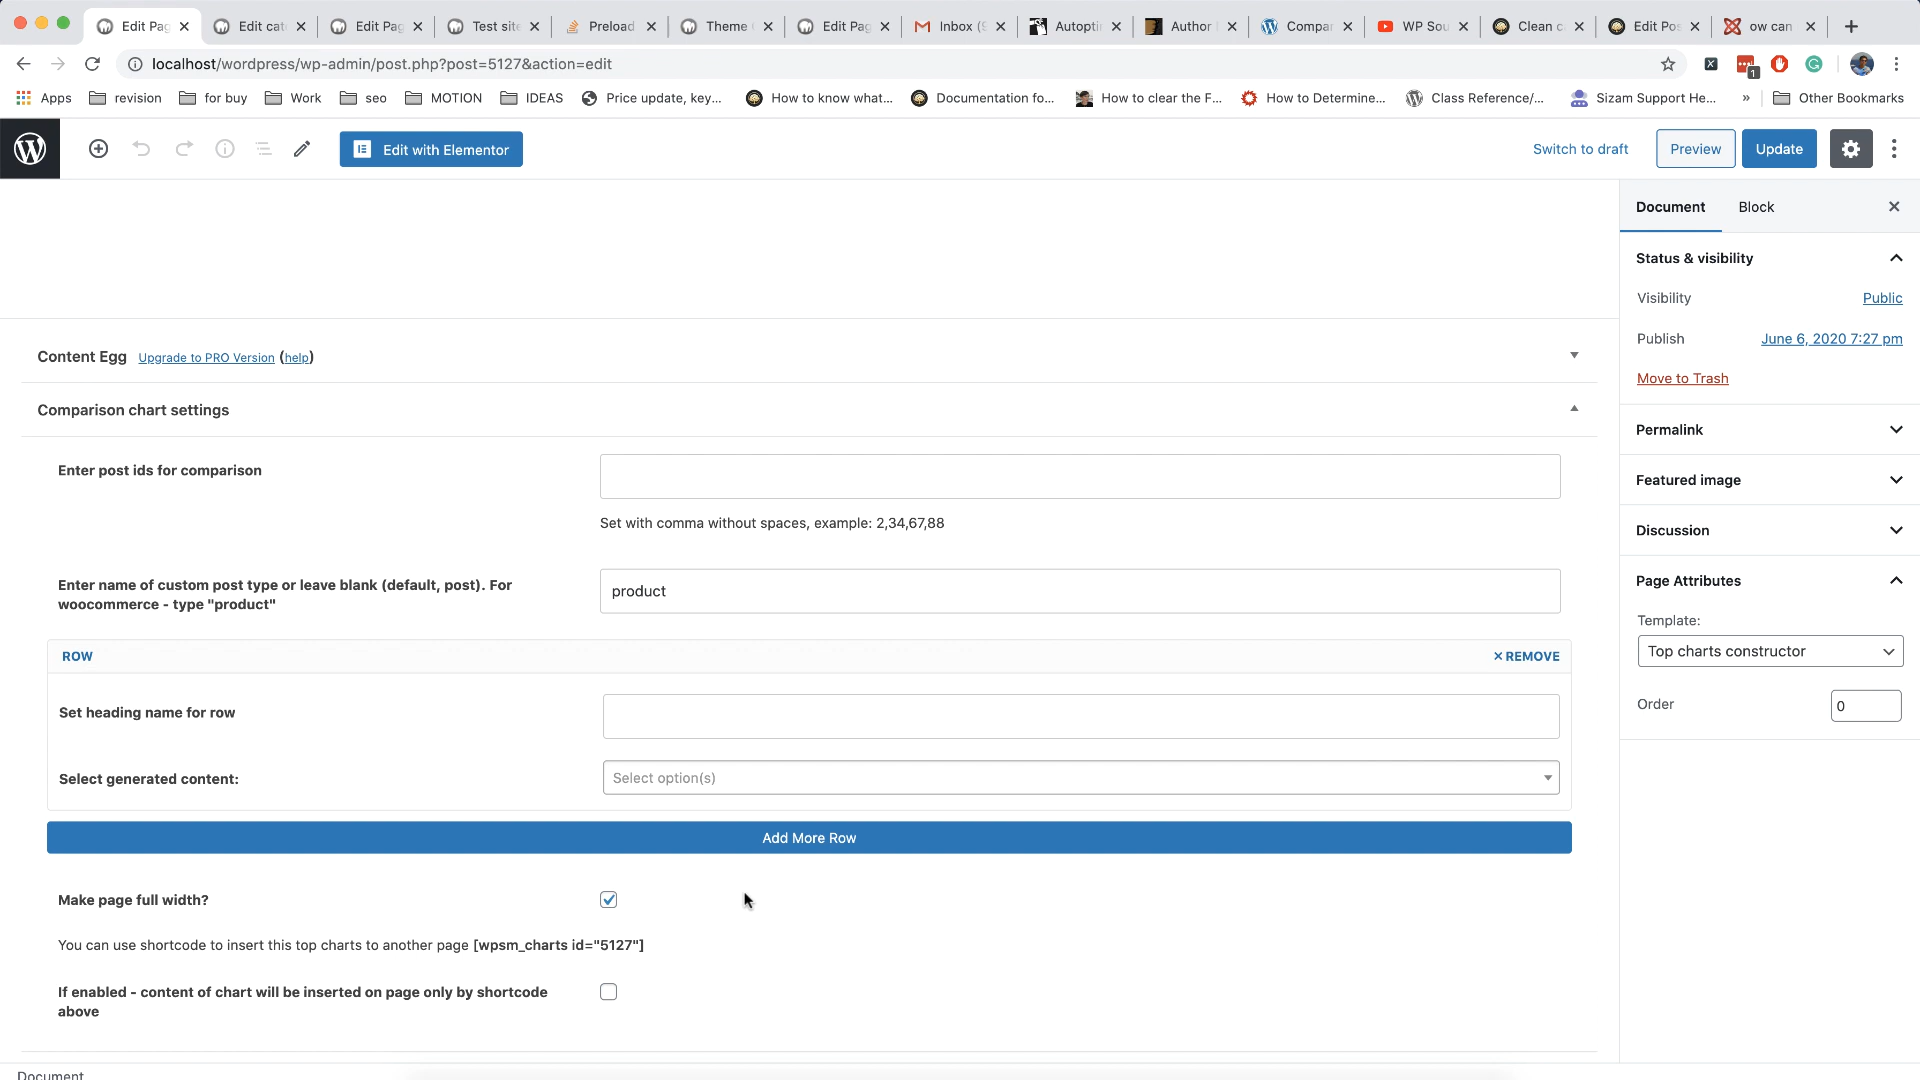 Edit Pag
Edit cat
Edit Pag
Test site
Preload
Theme
Edit Pag
Inbox (9
Autopti
Author
Compar
WP Sou
Clean c
Edit Pos
ow can
localhost/wordpress/wp-admin/post.php?post=5127&action=edit
1
Apps
revision
for buy
Work
seo
MOTION
IDEAS
Price update, key...
How to know what...
Documentation fo...
How to clear the F...
How to Determine...
Class Reference/...
Sizam Support He...
»
Other Bookmarks
Edit with Elementor
Switch to draft
Preview
Update
Document
Block
Status & visibility
Visibility
Public
Publish
June 6, 2020 7:27 pm
Move to Trash
Permalink
Featured image
Discussion
Page Attributes
Template:
Top charts constructor
Order
0
Content Egg Upgrade to PRO Version (help)
Comparison chart settings
Enter post ids for comparison
Set with comma without spaces, example: 2,34,67,88
Enter name of custom post type or leave blank (default, post). For
woocommerce - type "product"
product
ROW
× REMOVE
Set heading name for row
Select generated content:
Select option(s)
Add More Row
Make page full width?
You can use shortcode to insert this top charts to another page [wpsm_charts id="5127"]
If enabled - content of chart will be inserted on page only by shortcode
above
Document